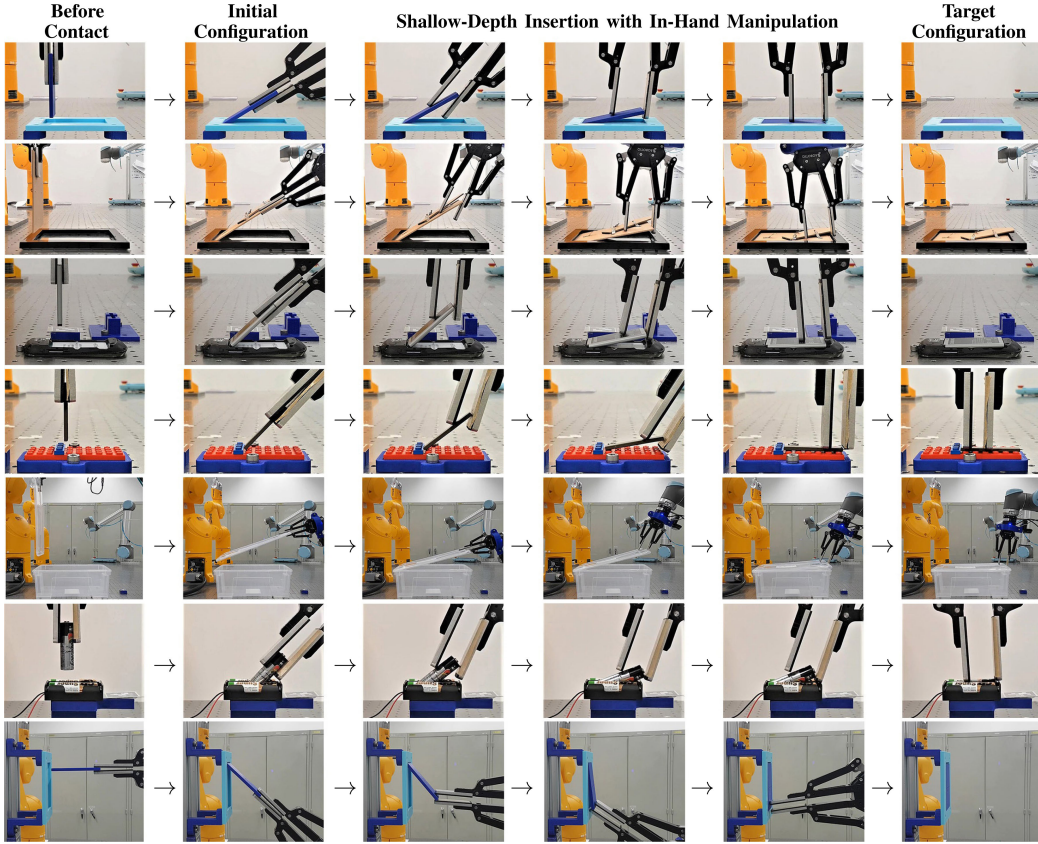 Before
Contact
Initial
Configuration
Shallow-Depth Insertion with In-Hand Manipulation
Target
Configuration